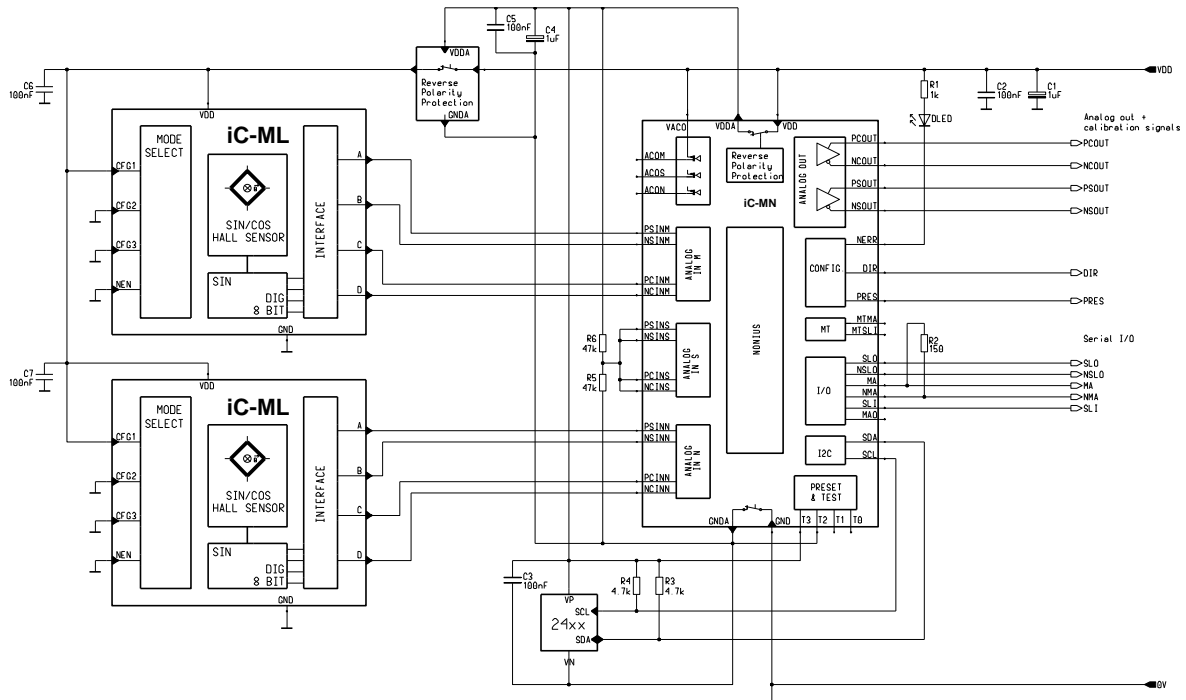 C5
100nF
C4
1uF
VDDA
Reverse
Polarity
Protection
GNDA
C6
100nF
VDD
iC-ML
MODE
SELECT
CFG1
CFG2
CFG3
NEN
SIN/COS
HALL SENSOR
SIN
DIG
8 BIT
INTERFACE
A
B
C
D
GND
C7
100nF
VDD
iC-ML
MODE
SELECT
CFG1
CFG2
CFG3
NEN
SIN/COS
HALL SENSOR
SIN
DIG
8 BIT
INTERFACE
A
B
C
D
GND
R6
47k
R5
47k
VACO
VDDA
VDD
ACOM
ACOS
ACON
Reverse
Polarity
Protection
iC-MN
PSINM
NSINM
PCINM
NCINM
ANALOG
IN M
PSINS
NSINS
PCINS
NCINS
ANALOG
IN S
PSINN
NSINN
PCINN
NCINN
ANALOG
IN N
NONIUS
ANALOG OUT
PCOUT
NCOUT
PSOUT
NSOUT
CONFIG.
NERR
DIR
PRES
MT
MTMA
MTSLI
I/O
SLO
NSLO
MA
NMA
SLI
MAO
I2C
SDA
SCL
PRESET
& TEST
GNDA
GND
T3
T2
T1
T0
R1
1k
DLED
C2
100nF
C1
1uF
VDD
Analog out +
calibration signals
PCOUT
NCOUT
PSOUT
NSOUT
DIR
PRES
R2
150
Serial I/O
SLO
NSLO
MA
NMA
SLI
C3
100nF
R4
4.7k
R3
4.7k
VP
SCL
24xx
SDA
VN
0V